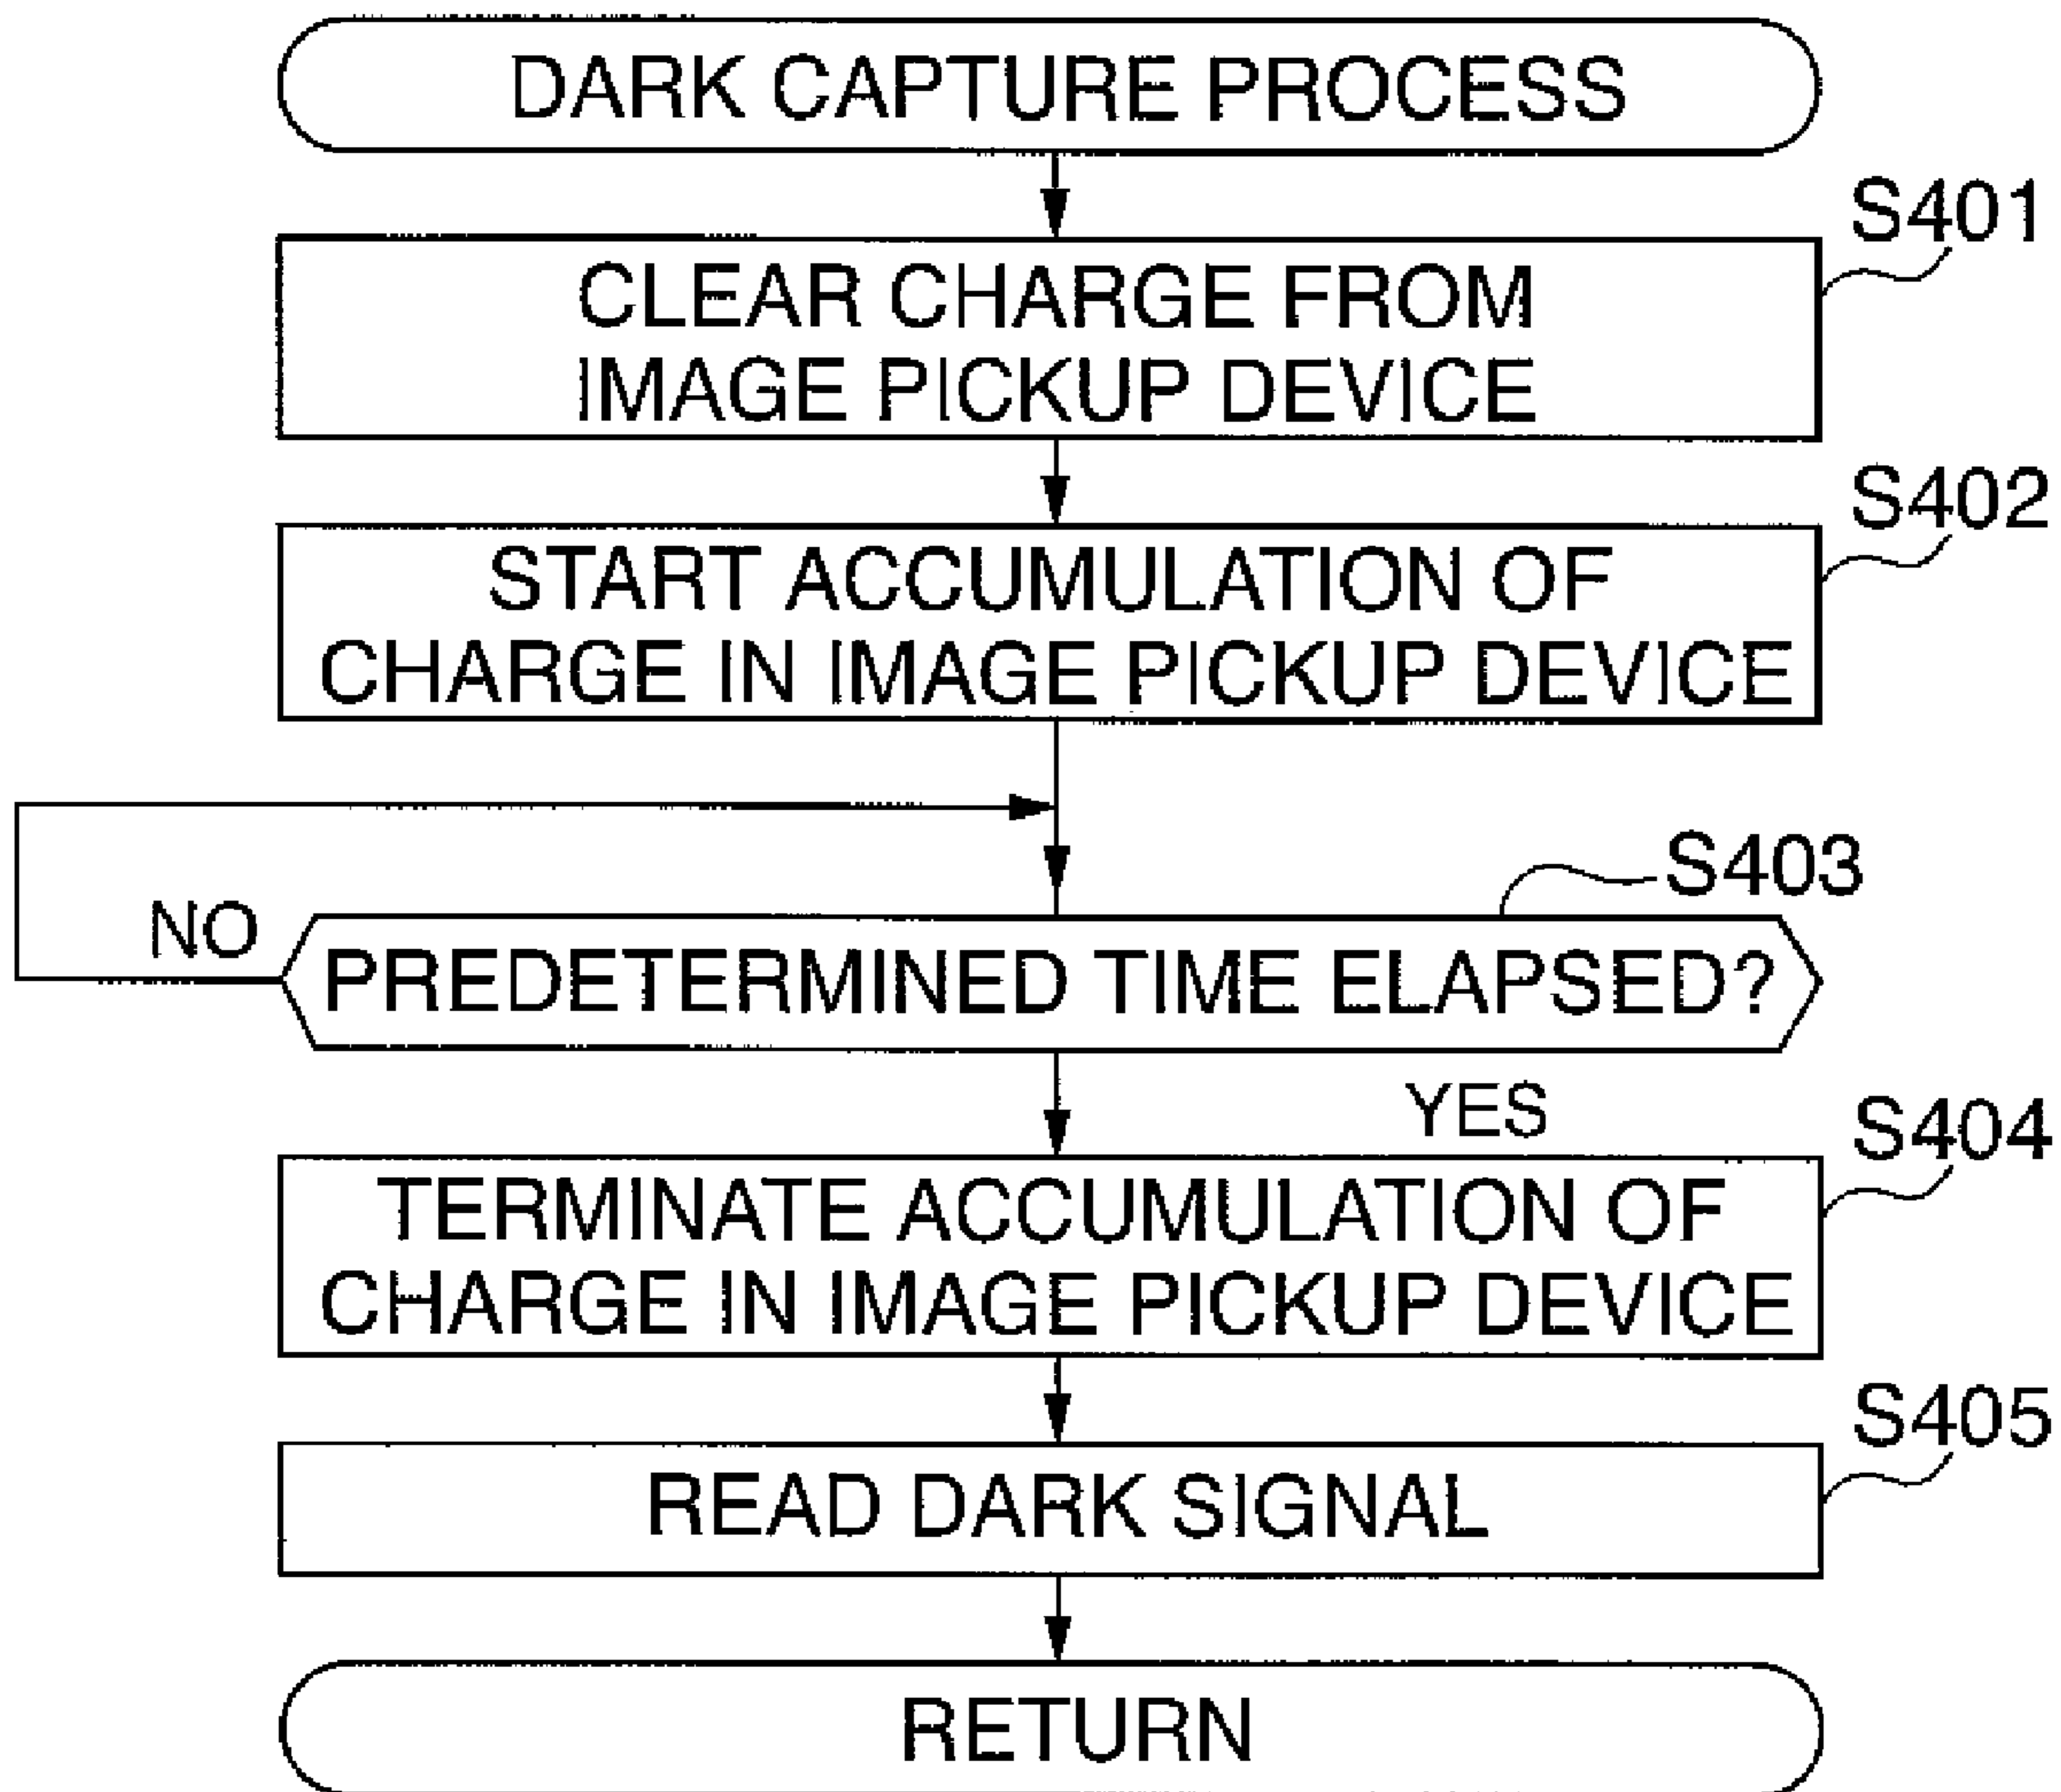 DARK CAPTURE PROCESS
S401
CLEAR CHARGE FROM
IMAGE PICKUP DEVICE
S402
START ACCUMULATION OF
CHARGE IN IMAGE PICKUP DEVICE
S403
NO
PREDETERMINED TIME ELAPSED?
YES
S404
TERMINATE ACCUMULATION OF
CHARGE IN IMAGE PICKUP DEVICE
S405
READ DARK SIGNAL
RETURN